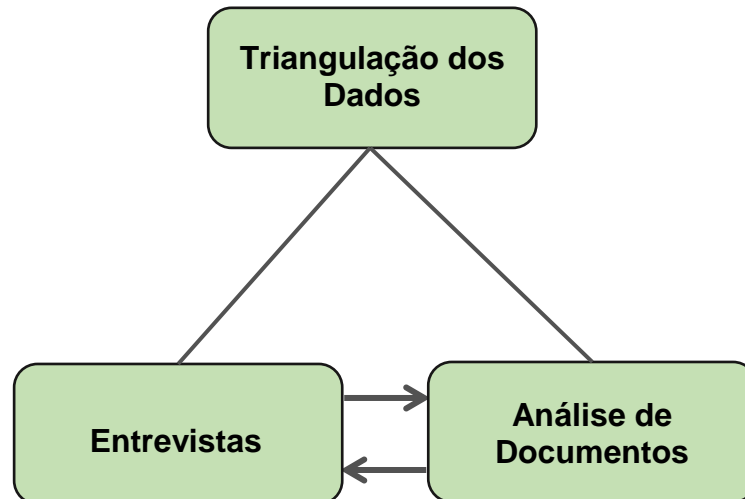 Triangulação dos
Dados
Entrevistas
Análise de
Documentos